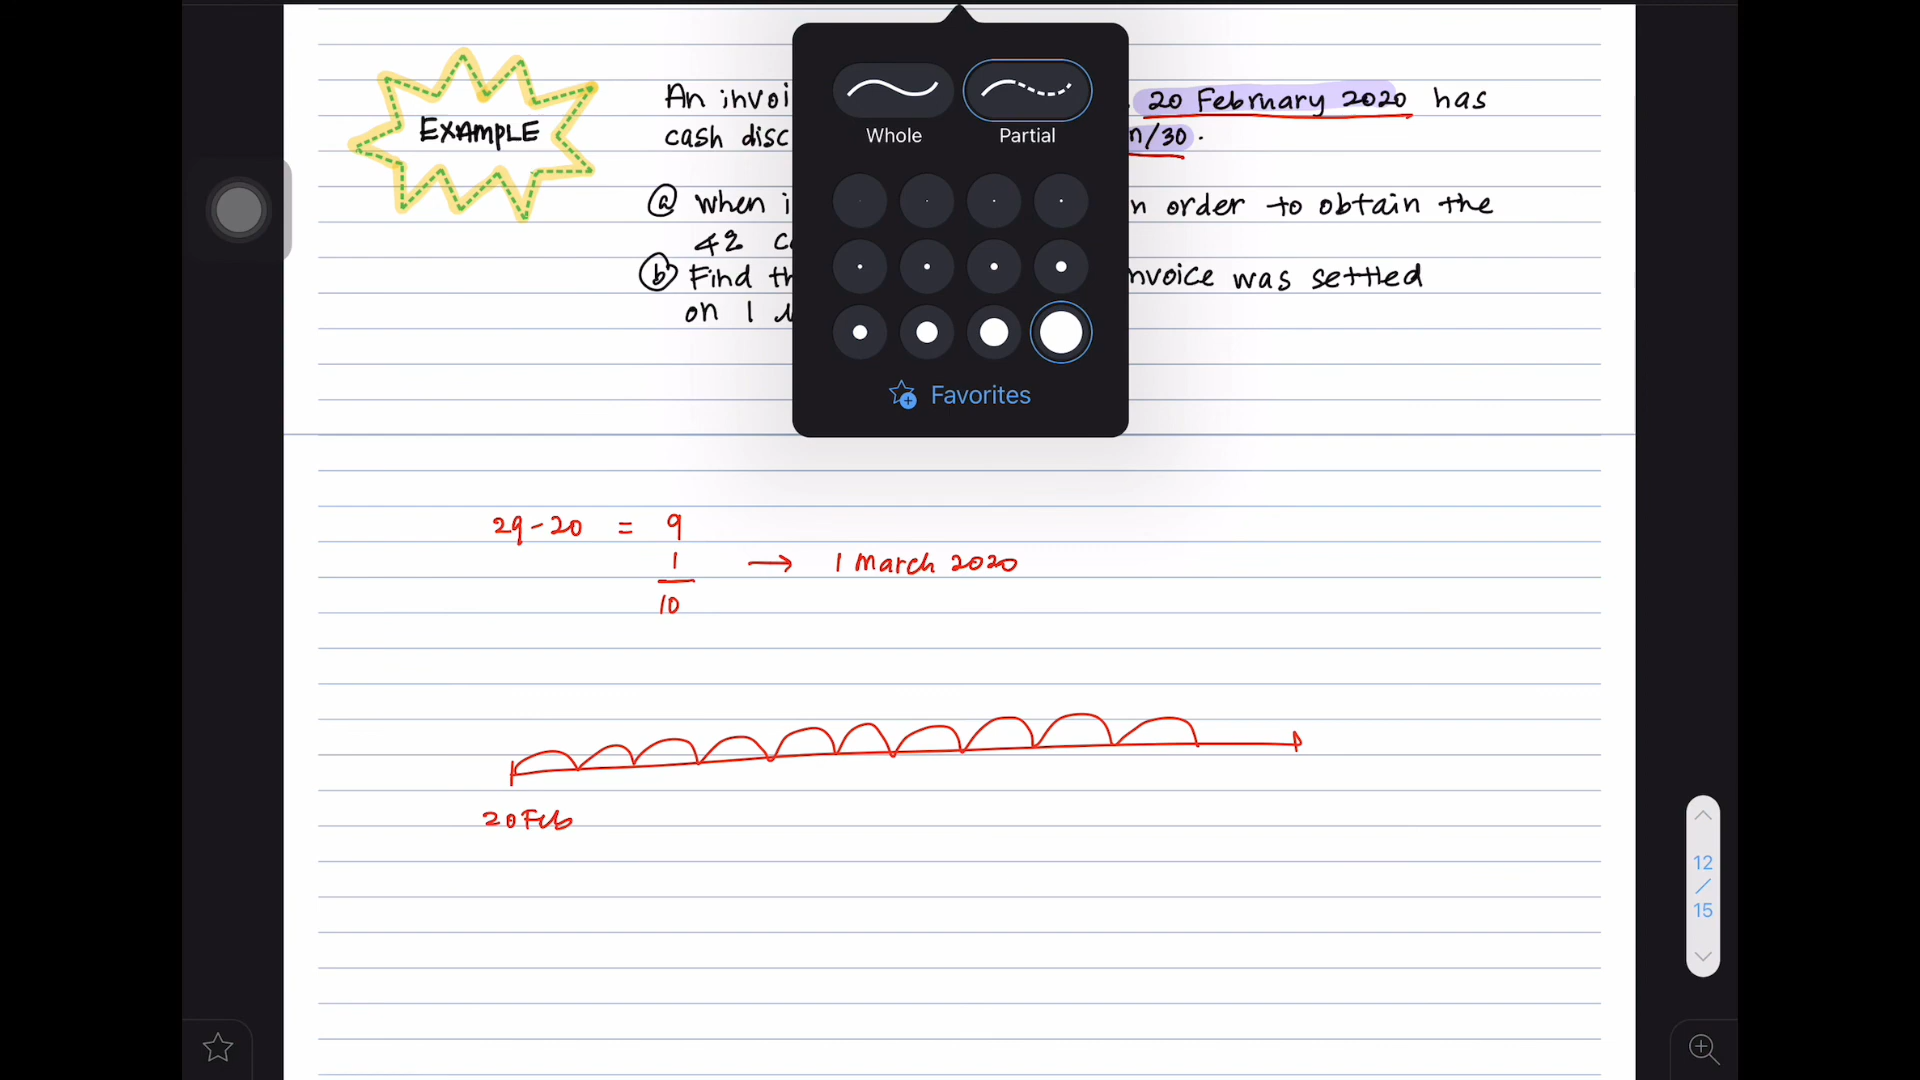 Whole
Partial
Favorites
EXAMPLE
An invoi 20 February 2020 has
cash disc n/30.
(a) When i n order to obtain the
4%
(b) Find th nvoice was settled
on 1
29-20 = 9
1 → 1 March 2020
10
20 Feb
12
/
15